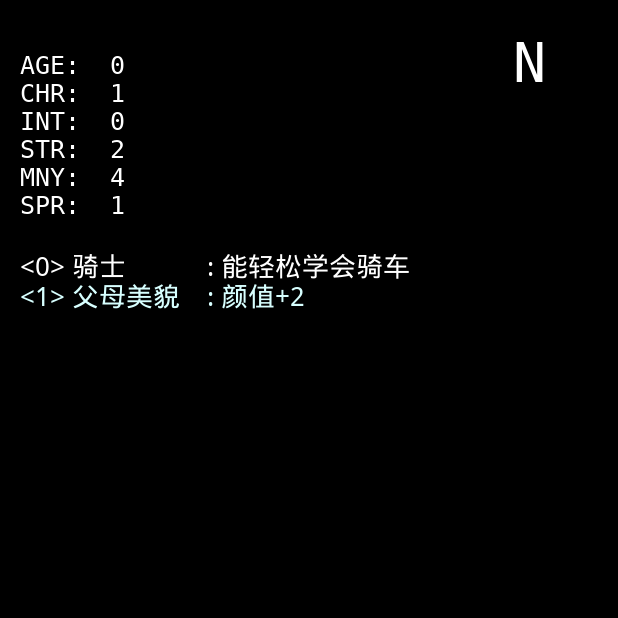 N
AGE: 0
CHR: 1
INT: 0
STR: 2
MNY: 4
SPR: 1
<0> 骑士 : 能轻松学会骑车
<1> 父母美貌 : 颜值+2